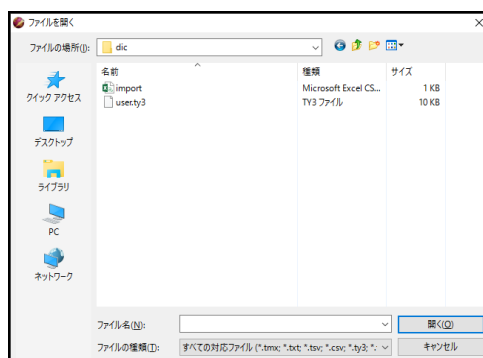 ファイルを開く
ファイルの場所(I):
dic
名前
種類
サイズ
import
Microsoft Excel CS...
1 KB
user.ty3
TY3 ファイル
10 KB
クイック アクセス
デスクトップ
ライブラリ
PC
ネットワーク
ファイル名(N):
開く(O)
ファイルの種類(T):
すべての対応ファイル (*.tmx; *.txt; *.tsv; *.csv; *.ty3; *.
キャンセル